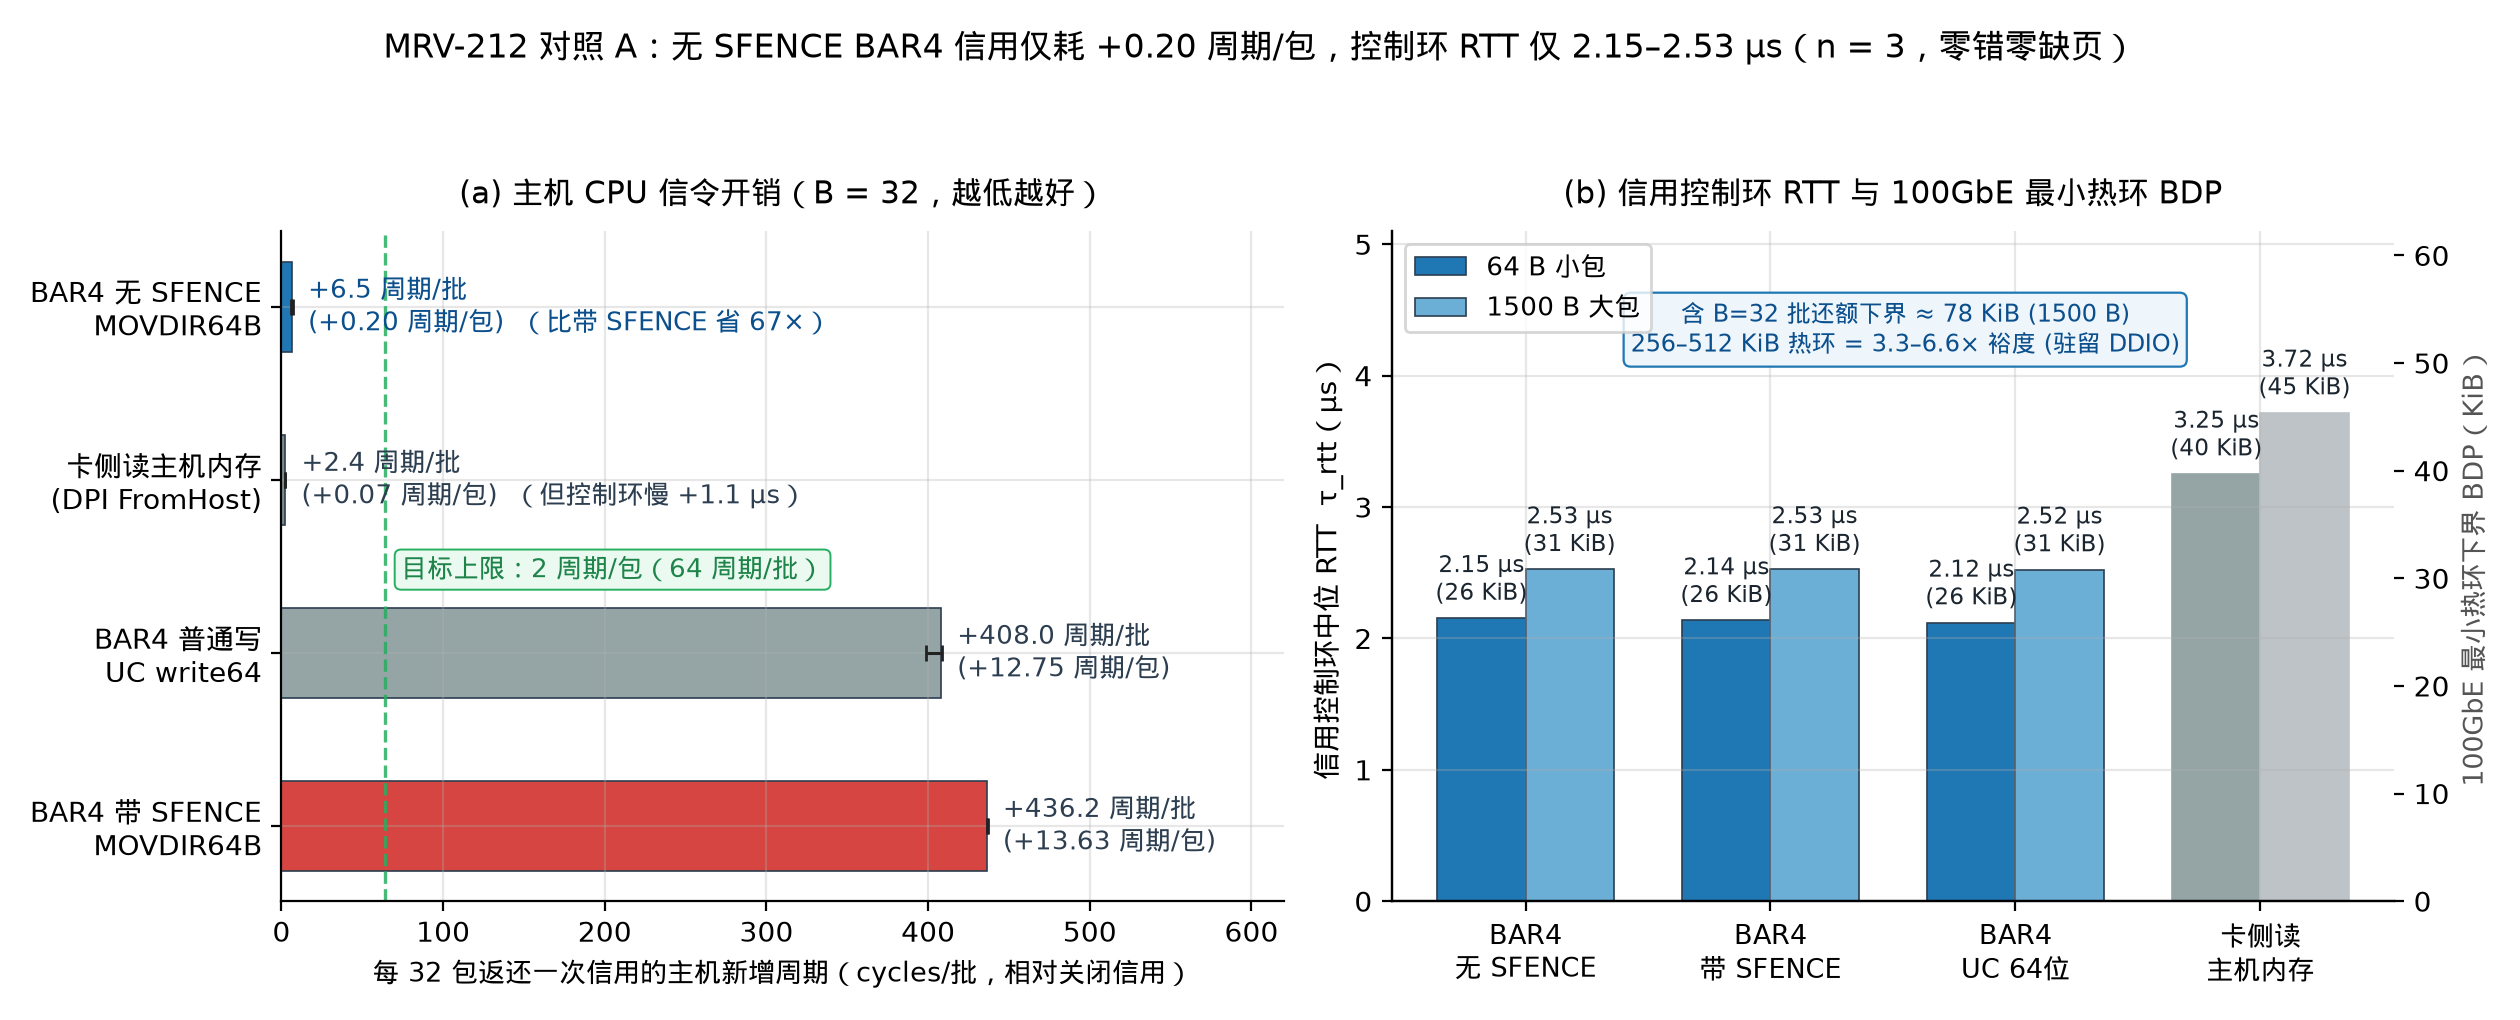 MRV-212 对照 A：无 SFENCE BAR4 信用仅耗 +0.20 周期/包，控制环 RTT 仅 2.15–2.53 μs（n = 3，零错零缺页）
(a) 主机 CPU 信令开销（B = 32，越低越好）
BAR4 无 SFENCE
MOVDIR64B
+6.5 周期/批
(+0.20 周期/包) （比带 SFENCE 省 67×）
卡侧读主机内存
(DPI FromHost)
+2.4 周期/批
(+0.07 周期/包) （但控制环慢 +1.1 μs）
目标上限：2 周期/包（64 周期/批）
BAR4 普通写
UC write64
+408.0 周期/批
(+12.75 周期/包)
BAR4 带 SFENCE
MOVDIR64B
+436.2 周期/批
(+13.63 周期/包)
0 100 200 300 400 500 600
每 32 包返还一次信用的主机新增周期（cycles/批，相对关闭信用）
(b) 信用控制环 RTT 与 100GbE 最小热环 BDP
信用控制环中位 RTT τ_rtt（μs）
5
4
3
2
1
0
64 B 小包
1500 B 大包
含 B=32 批还额下界 ≈ 78 KiB (1500 B)
256–512 KiB 热环 = 3.3–6.6× 裕度 (驻留 DDIO)
2.15 μs
(26 KiB)
2.53 μs
(31 KiB)
2.14 μs
(26 KiB)
2.53 μs
(31 KiB)
2.12 μs
(26 KiB)
2.52 μs
(31 KiB)
3.25 μs
(40 KiB)
3.72 μs
(45 KiB)
BAR4
无 SFENCE
BAR4
带 SFENCE
BAR4
UC 64位
卡侧读
主机内存
60
50
40
30
20
10
0
100GbE 最小热环下界 BDP（KiB）